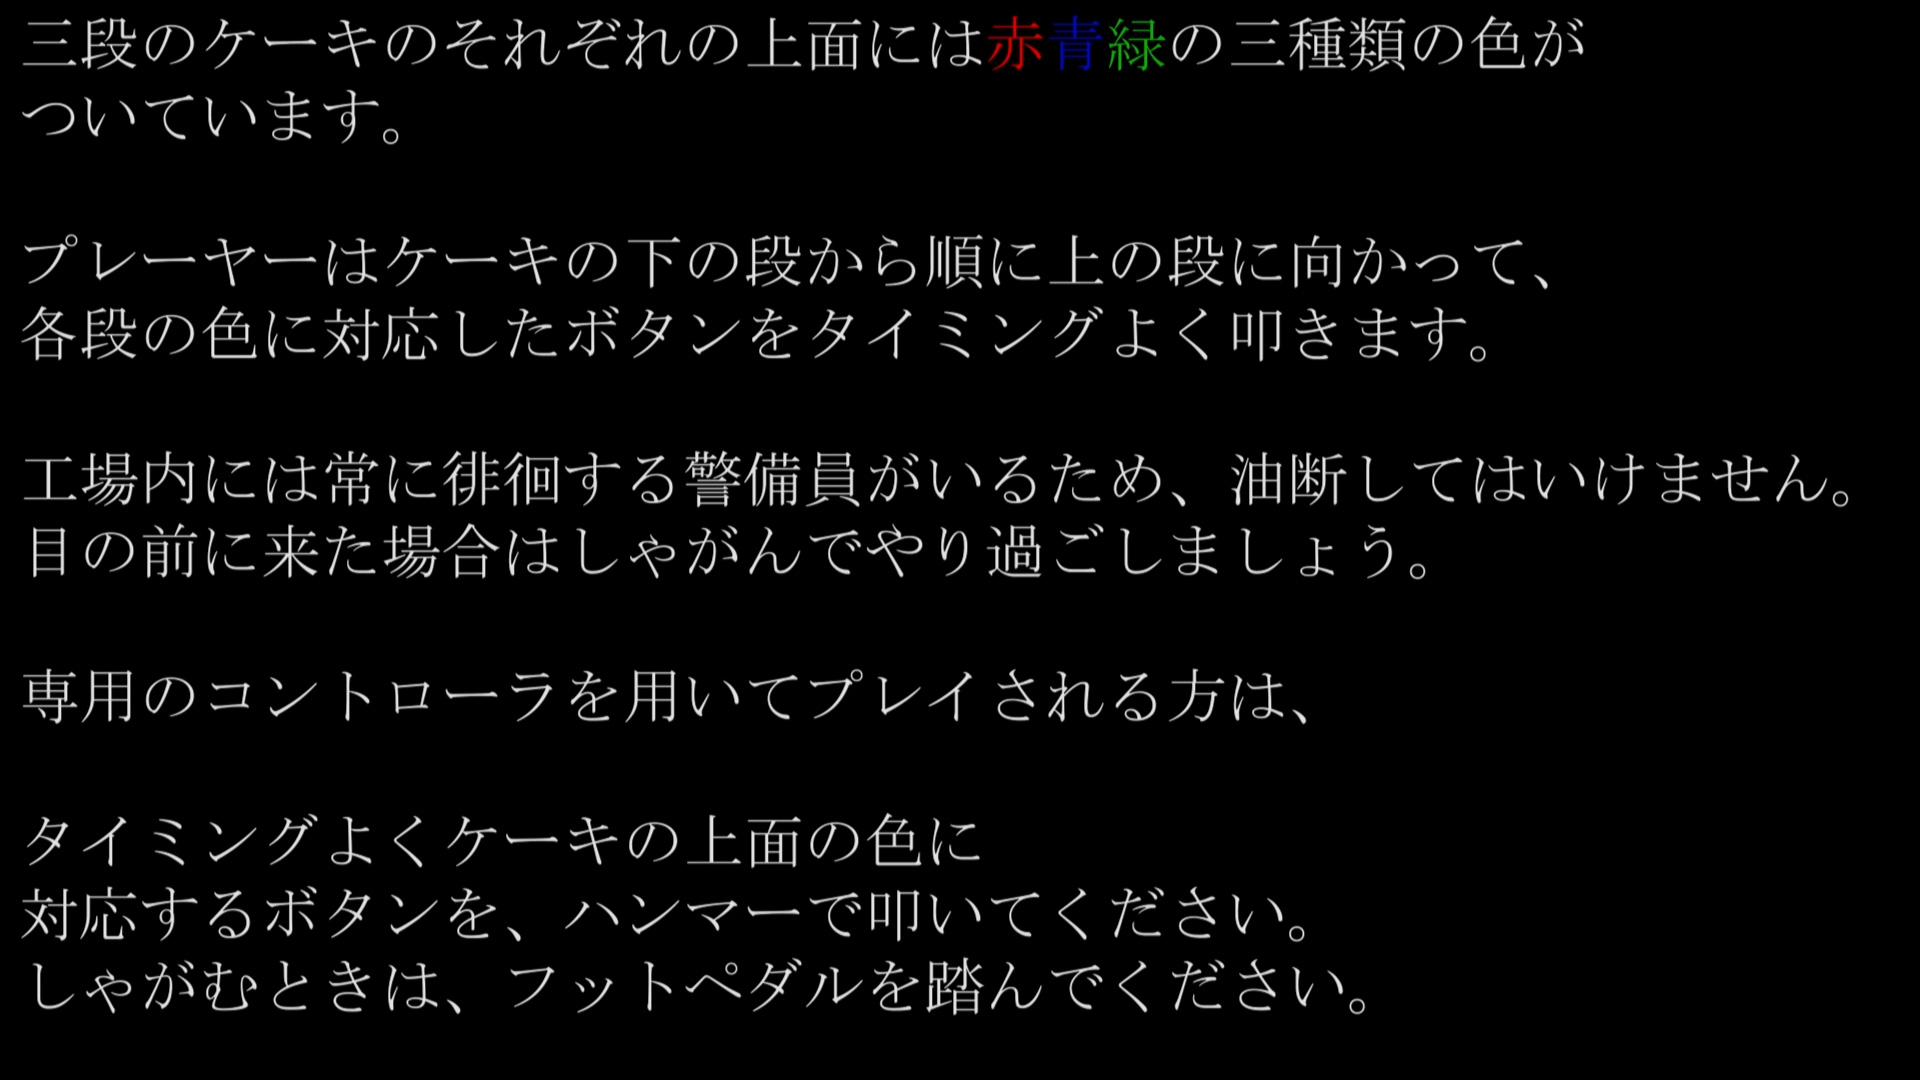 三段のケーキのそれぞれの上面には赤青緑の三種類の色が
ついています。
プレーヤーはケーキの下の段から順に上の段に向かって、
各段の色に対応したボタンをタイミングよく叩きます。
工場内には常に徘徊する警備員がいるため、油断してはいけません。
目の前に来た場合はしゃがんでやり過ごしましょう。
専用のコントローラを用いてプレイされる方は、
タイミングよくケーキの上面の色に
対応するボタンを、ハンマーで叩いてください。
しゃがむときは、フットペダルを踏んでください。